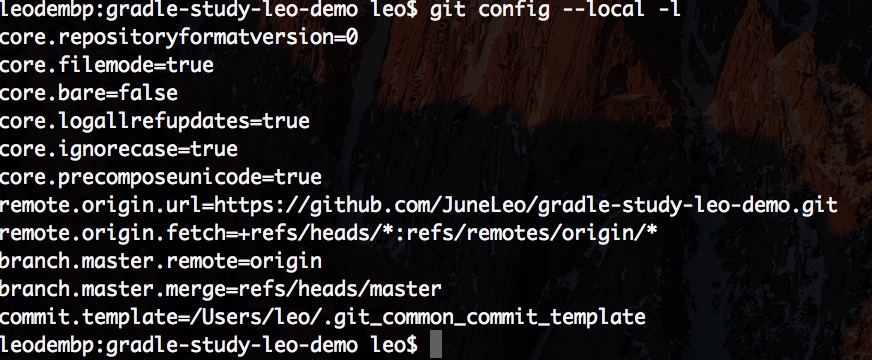 leodembp:gradle-study-leo-demo leo$ git config --local -l
core.repositoryformatversion=0
core.filemode=true
core.bare=false
core.logallrefupdates=true
core.ignorecase=true
core.precomposeunicode=true
remote.origin.url=https://github.com/JuneLeo/gradle-study-leo-demo.git
remote.origin.fetch=+refs/heads/*:refs/remotes/origin/*
branch.master.remote=origin
branch.master.merge=refs/heads/master
commit.template=/Users/leo/.git_common_commit_template
leodembp:gradle-study-leo-demo leo$